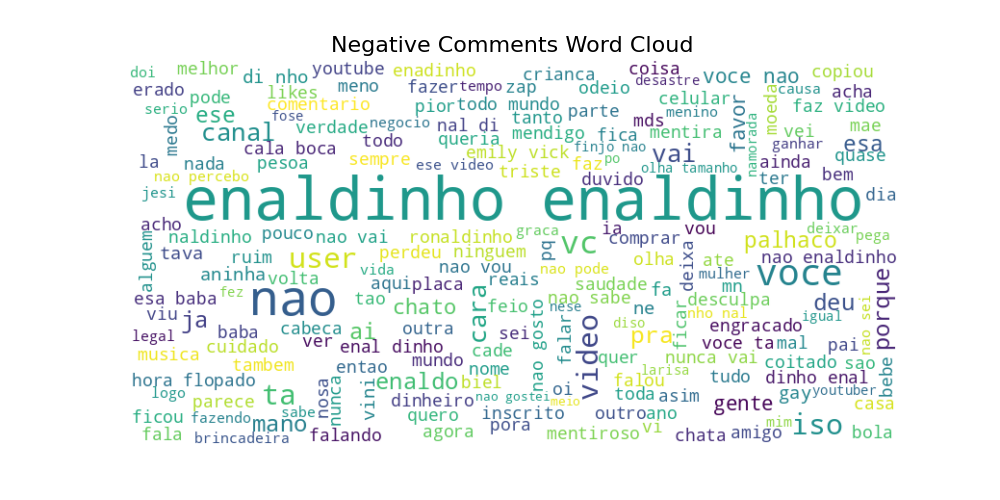 Negative Comments Word Cloud
doi melhor di nho youtube enadinho crianca coisa voce nao copiou
erado pode likes meno fazer tempo zap odeio desastre causa acha
serio ese comentario fose pior todo mundo tanto parte celular favor moeda faz video
medo canal verdade negocio nal di mendigo fica mds menino mentira vei mae
la cala boca todo queria emily vick finjo nao vai namorada ganhar esa
nada pesoa sempre ese video triste faz po olha tamanho ainda quase
nao percebo duvido ter bem
jesi enaldinho enaldinho dia
acho graca ia vou deixar pega
alguem naldinho pouco nao vai ronaldinho pq vc comprar palhaco
tava ruim user perdeu ninguem deixa olha ate nao enaldinho
aninha volta vida nao vou nao pode mulher voce
fez aqui placa reais saudade fa mn porque
esa baba nao tao chato cara feio nao sabe desculpa deu
viu ja nese ne nho nal igual
legal baba cabeca ai outra sei falar video diso pra ficar engracado nao sei
musica cuidado ver enal dinho cade nao gosto voce ta mal pai
tambem entao mundo nome quer nunca vai coitado sao
hora flopado nosa nunca vini enaldo biel oi falou larisa tudo dinho enal bebe
logo parece ta dinheiro nao gostei meio toda asim gay youtuber casa
ficou fazendo mano sabe quero inscrito outro ano gente mim iso
fala brincadeira falando agora pora mentiroso vi chata amigo bola